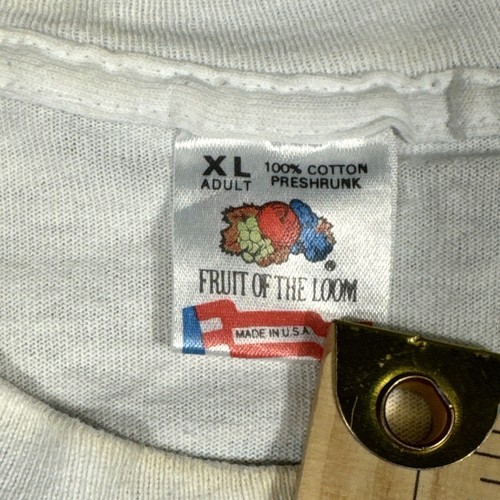 XL 100% COTTON
ADULT PRESHRUNK
®
FRUIT OF THE LOOM
MADE IN U.S.A.